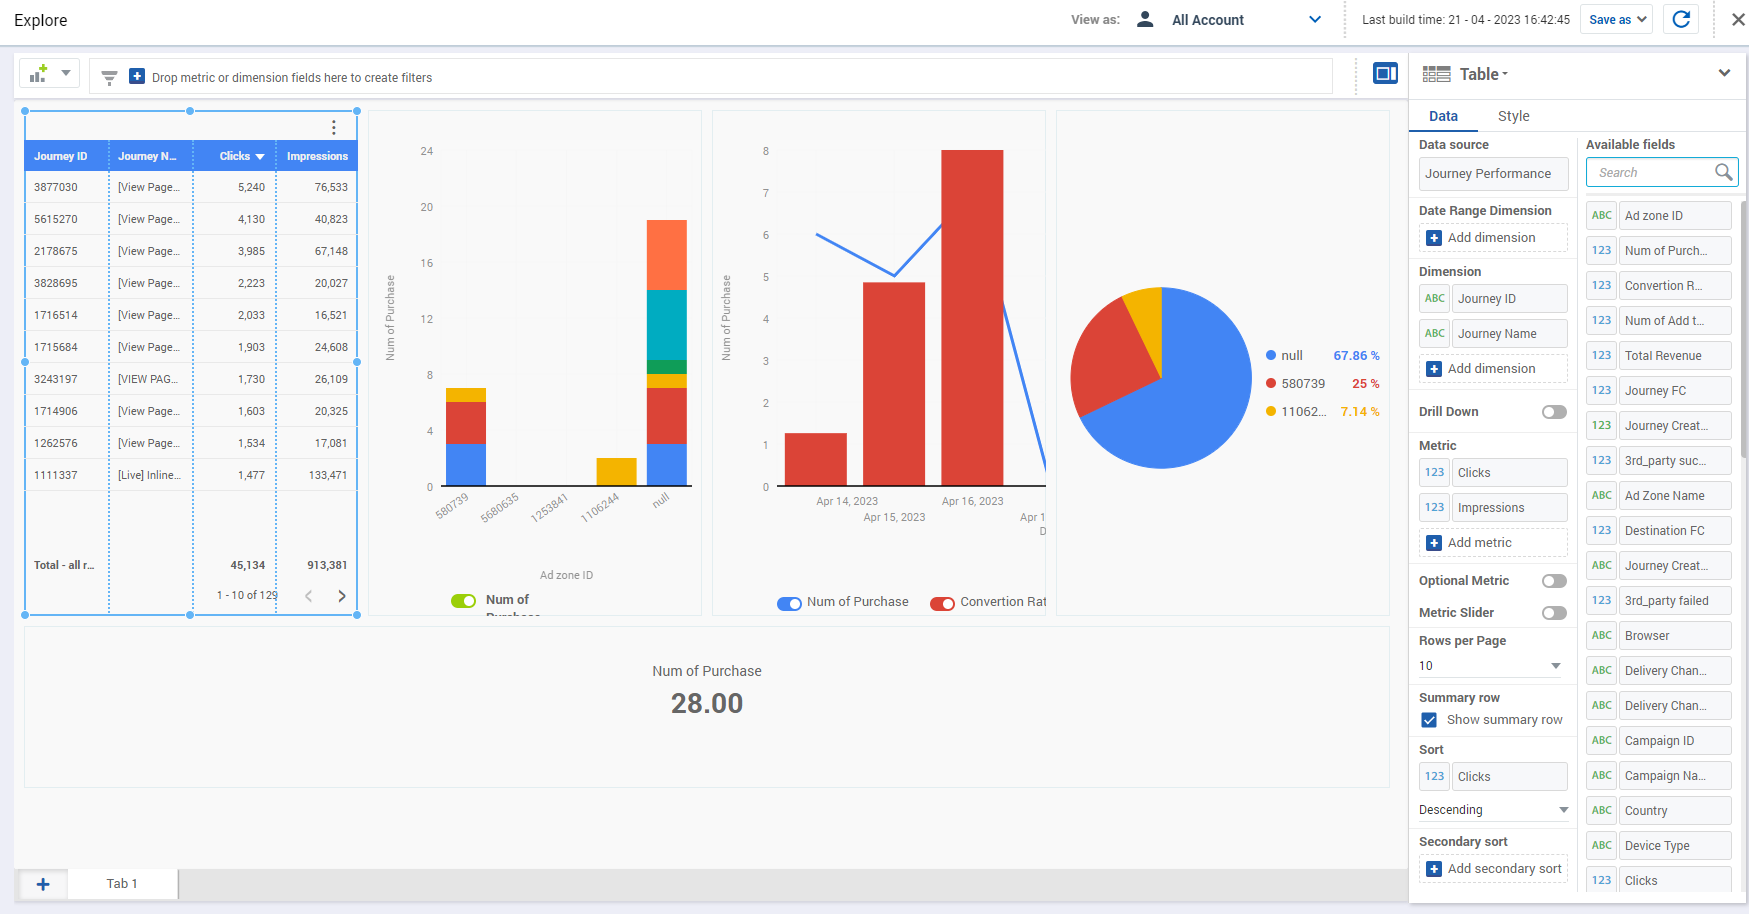 Explore
View as: All Account
Last build time: 21 - 04 - 2023 16:42:45
Save as
Drop metric or dimension fields here to create filters
Journey ID Journey N... Clicks Impressions
3877030 [View Page... 5,240 76,533
5615270 [View Page... 4,130 40,823
2178675 [View Page... 3,985 67,148
3828695 [View Page... 2,223 20,027
1716514 [View Page... 2,033 16,521
1715684 [View Page... 1,903 24,608
3243197 [VIEW PAG... 1,730 26,109
1714906 [View Page... 1,603 20,325
1262576 [View Page... 1,534 17,081
1111337 [Live] Inline... 1,477 133,471
Total - all r... 45,134 913,381
1 - 10 of 129
Num of Purchase
24
20
16
12
8
4
0
580739
5680635
1253841
1106244
null
Ad zone ID
Num of
Purchase
Num of Purchase
8
7
6
5
4
3
2
1
0
Apr 14, 2023
Apr 15, 2023
Apr 16, 2023
Apr 1
D
Num of Purchase
Convertion Rat
null 67.86 %
580739 25 %
11062... 7.14 %
Num of Purchase
28.00
+ Tab 1
Table
Data Style
Data source
Journey Performance
Date Range Dimension
Add dimension
Dimension
ABC Journey ID
ABC Journey Name
Add dimension
Drill Down
Metric
123 Clicks
123 Impressions
Add metric
Optional Metric
Metric Slider
Rows per Page
10
Summary row
Show summary row
Sort
123 Clicks
Descending
Secondary sort
Add secondary sort
Available fields
Search
ABC Ad zone ID
123 Num of Purch...
123 Convertion R...
123 Num of Add t...
123 Total Revenue
123 Journey FC
123 Journey Creat...
123 3rd_party suc...
ABC Ad Zone Name
123 Destination FC
ABC Journey Creat...
123 3rd_party failed
ABC Browser
ABC Delivery Chan...
ABC Delivery Chan...
ABC Campaign ID
ABC Campaign Na...
ABC Country
ABC Device Type
123 Clicks